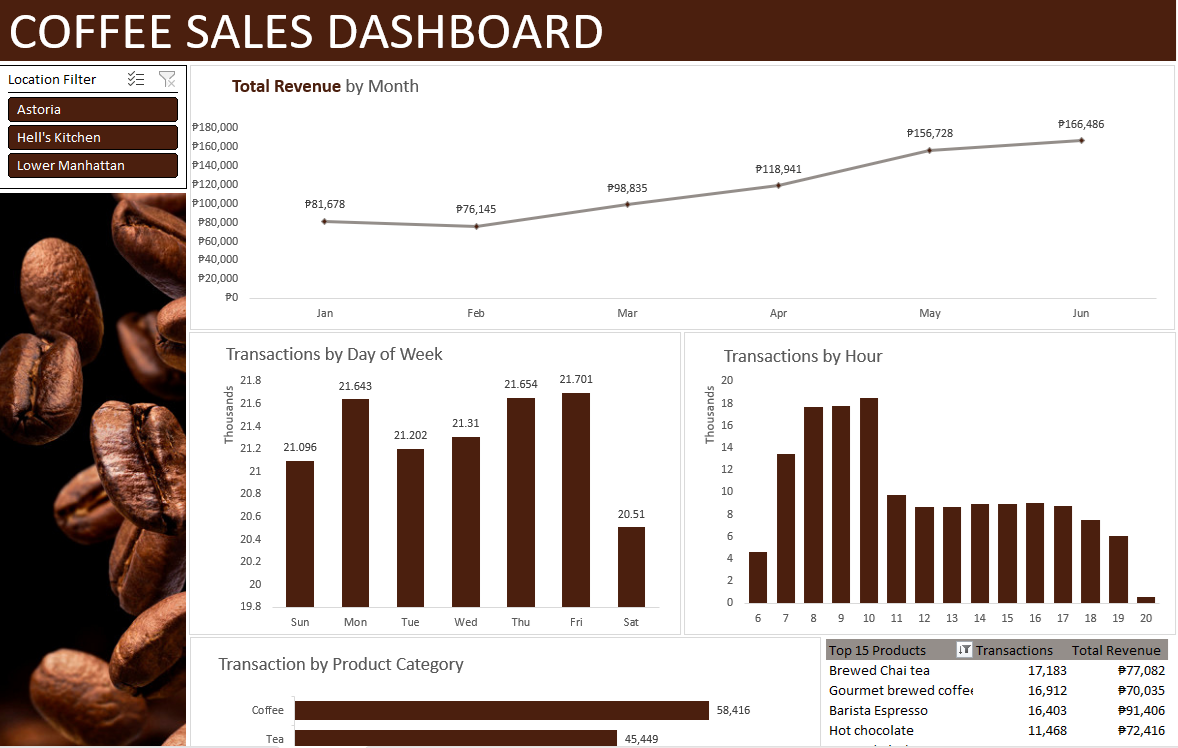 COFFEE SALES DASHBOARD
Location Filter
Astoria
Hell's Kitchen
Lower Manhattan
Total Revenue by Month
₱180,000
₱160,000
₱140,000
₱120,000
₱100,000
₱80,000
₱60,000
₱40,000
₱20,000
₱0
₱81,678
₱76,145
₱98,835
₱118,941
₱156,728
₱166,486
Jan Feb Mar Apr May Jun
Transactions by Day of Week
Thousands
21.8
21.6
21.4
21.2
21
20.8
20.6
20.4
20.2
20
19.8
21.096
21.643
21.202
21.31
21.654
21.701
20.51
Sun Mon Tue Wed Thu Fri Sat
Transactions by Hour
Thousands
20
18
16
14
12
10
8
6
4
2
0
6 7 8 9 10 11 12 13 14 15 16 17 18 19 20
Transaction by Product Category
Coffee 58,416
Tea 45,449
Top 15 Products Transactions Total Revenue
Brewed Chai tea 17,183 ₱77,082
Gourmet brewed coffee 16,912 ₱70,035
Barista Espresso 16,403 ₱91,406
Hot chocolate 11,468 ₱72,416